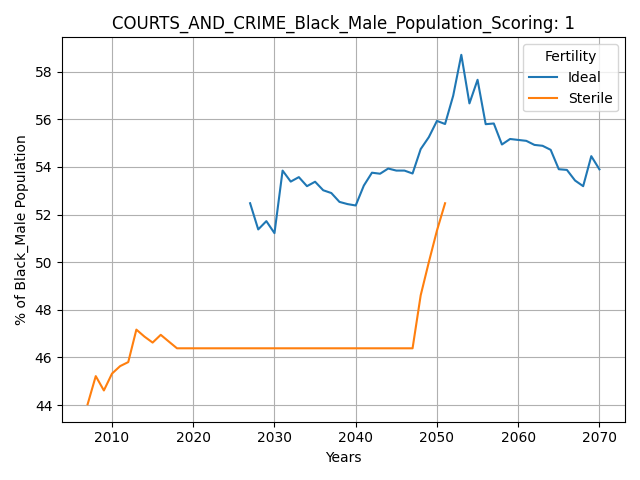 COURTS_AND_CRIME_Black_Male_Population_Scoring: 1
Fertility
Ideal
Sterile
% of Black_Male Population
58
56
54
52
50
48
46
44
2010 2020 2030 2040 2050 2060 2070
Years